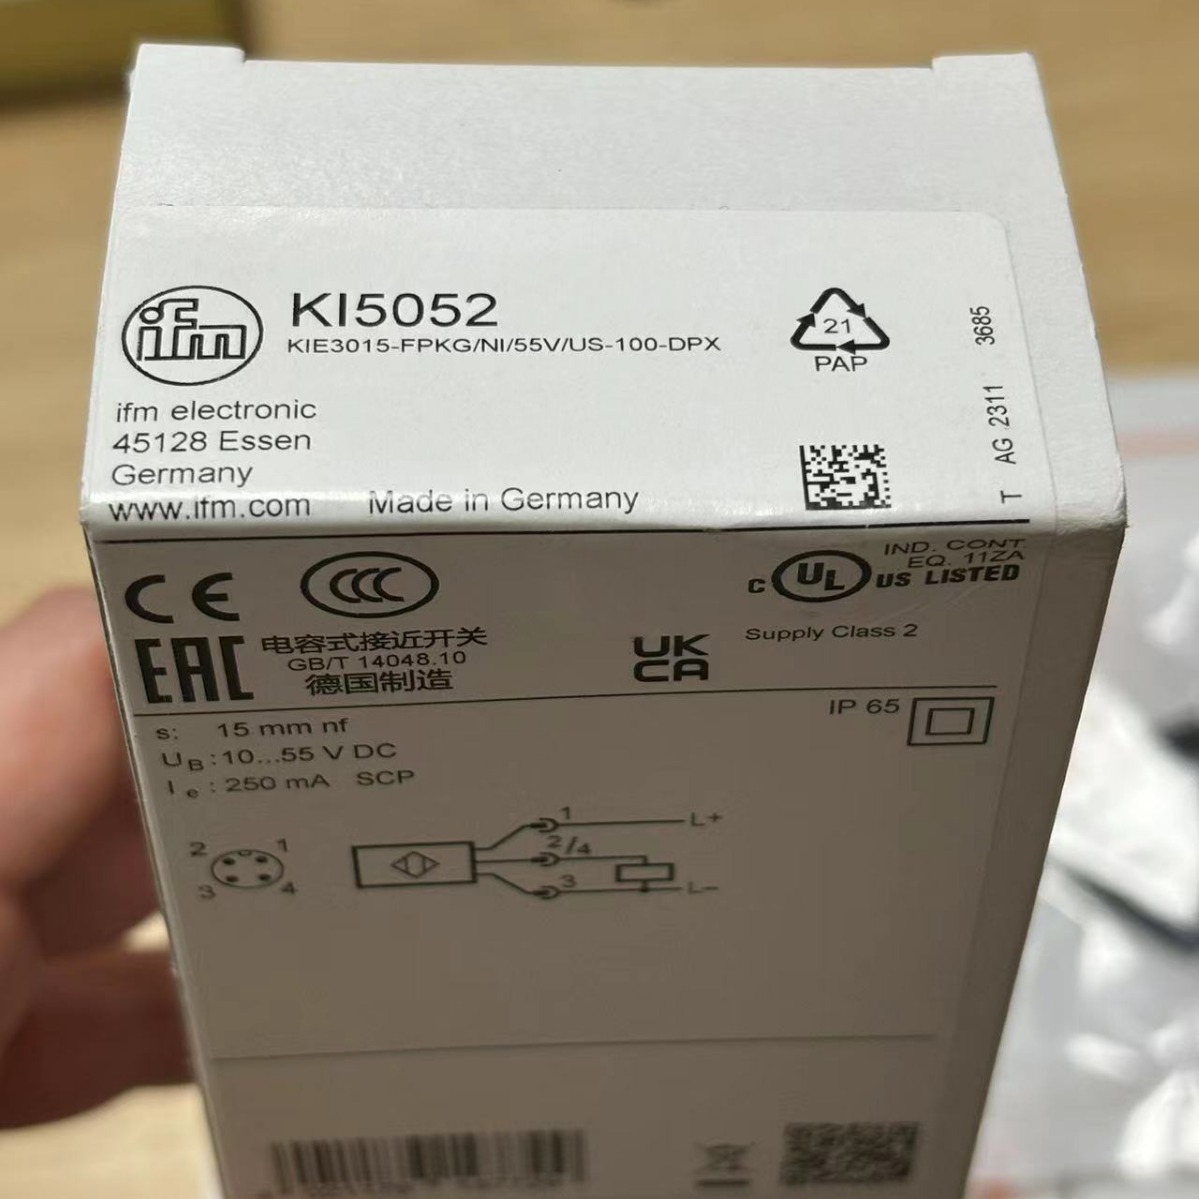 ifm
KI5052
KIE3015-FPKG/NI/55V/US-100-DPX
21
PAP
T AG 2311 3685
ifm electronic
45128 Essen
Germany
www.ifm.com Made in Germany
CE
CCC
C UL US LISTED
IND. CONT.
EQ. 11ZA
Supply Class 2
EAC
电容式接近开关
GB/T 14048.10
德国制造
UK
CA
s: 15 mm nf
UB: 10...55 V DC
Ie: 250 mA SCP
IP 65
2 1
3 4
1 L+
2/4
3 L-